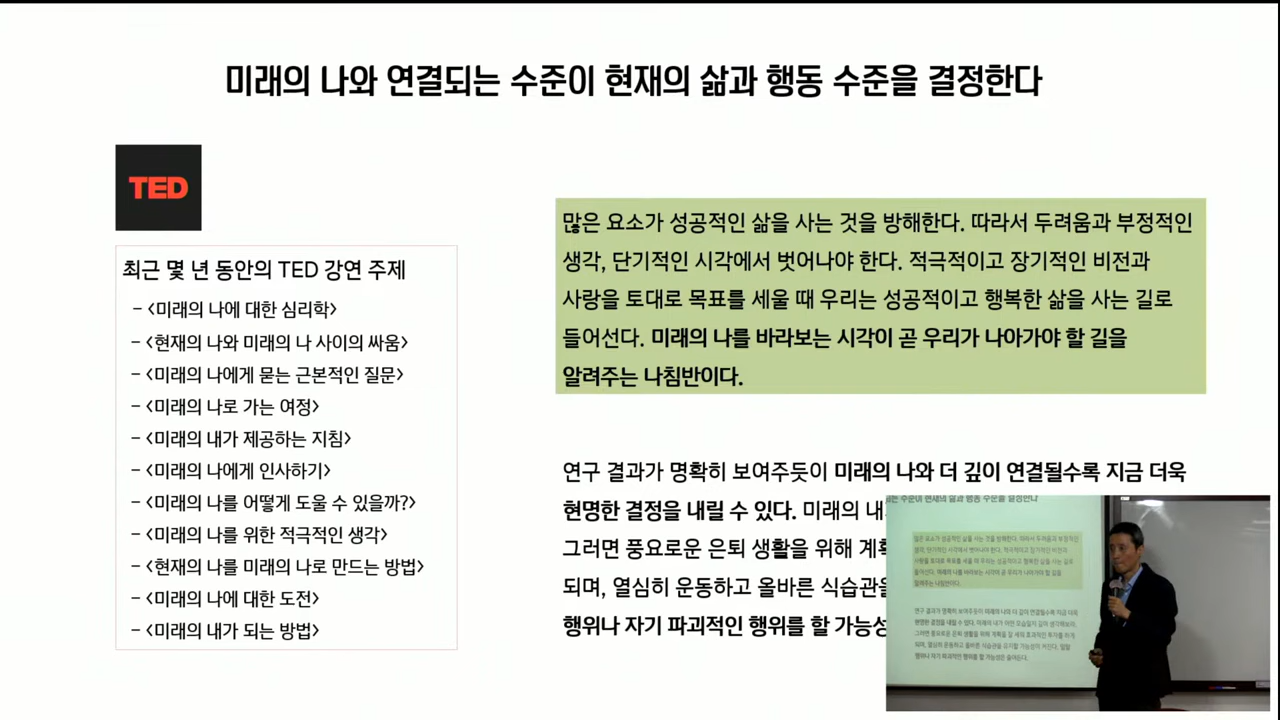 미래의 나와 연결되는 수준이 현재의 삶과 행동 수준을 결정한다
TED
최근 몇 년 동안의 TED 강연 주제
– <미래의 나에 대한 심리학>
– <현재의 나와 미래의 나 사이의 싸움>
– <미래의 나에게 묻는 근본적인 질문>
– <미래의 나로 가는 여정>
– <미래의 내가 제공하는 지침>
– <미래의 나에게 인사하기>
– <미래의 나를 어떻게 도울 수 있을까?>
– <미래의 나를 위한 적극적인 생각>
– <현재의 나를 미래의 나로 만드는 방법>
– <미래의 나에 대한 도전>
– <미래의 내가 되는 방법>
많은 요소가 성공적인 삶을 사는 것을 방해한다. 따라서 두려움과 부정적인
생각, 단기적인 시각에서 벗어나야 한다. 적극적이고 장기적인 비전과
사랑을 토대로 목표를 세울 때 우리는 성공적이고 행복한 삶을 사는 길로
들어선다. 미래의 나를 바라보는 시각이 곧 우리가 나아가야 할 길을
알려주는 나침반이다.
연구 결과가 명확히 보여주듯이 미래의 나와 더 깊이 연결될수록 지금 더욱
현명한 결정을 내릴 수 있다. 미래의 내
그러면 풍요로운 은퇴 생활을 위해 계획
되며, 열심히 운동하고 올바른 식습관을
행위나 자기 파괴적인 행위를 할 가능성